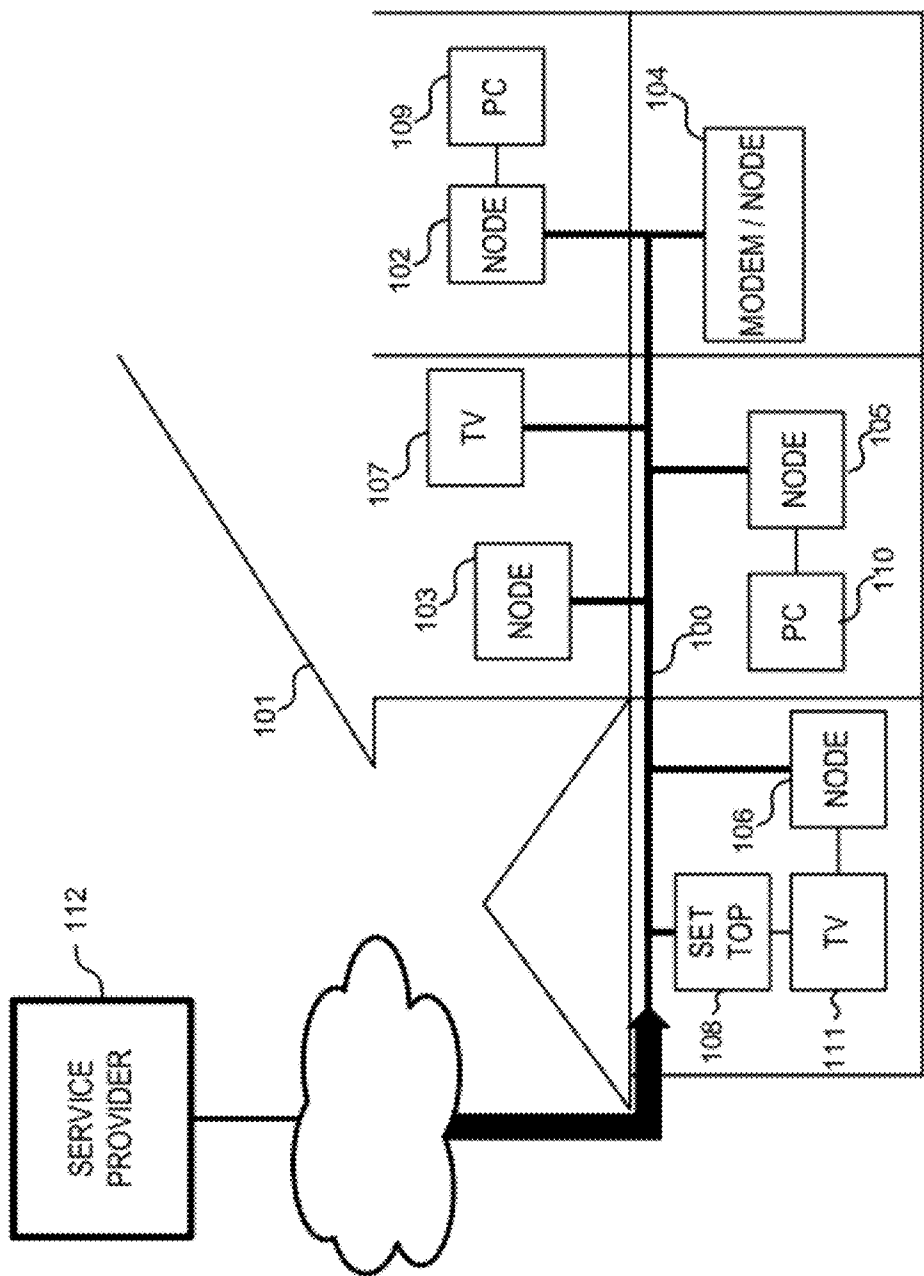 SERVICE
PROVIDER
112
101
103
NODE
107
TV
102
NODE
109
PC
100
108
SET
TOP
111
TV
106
NODE
110
PC
105
NODE
104
MODEM / NODE